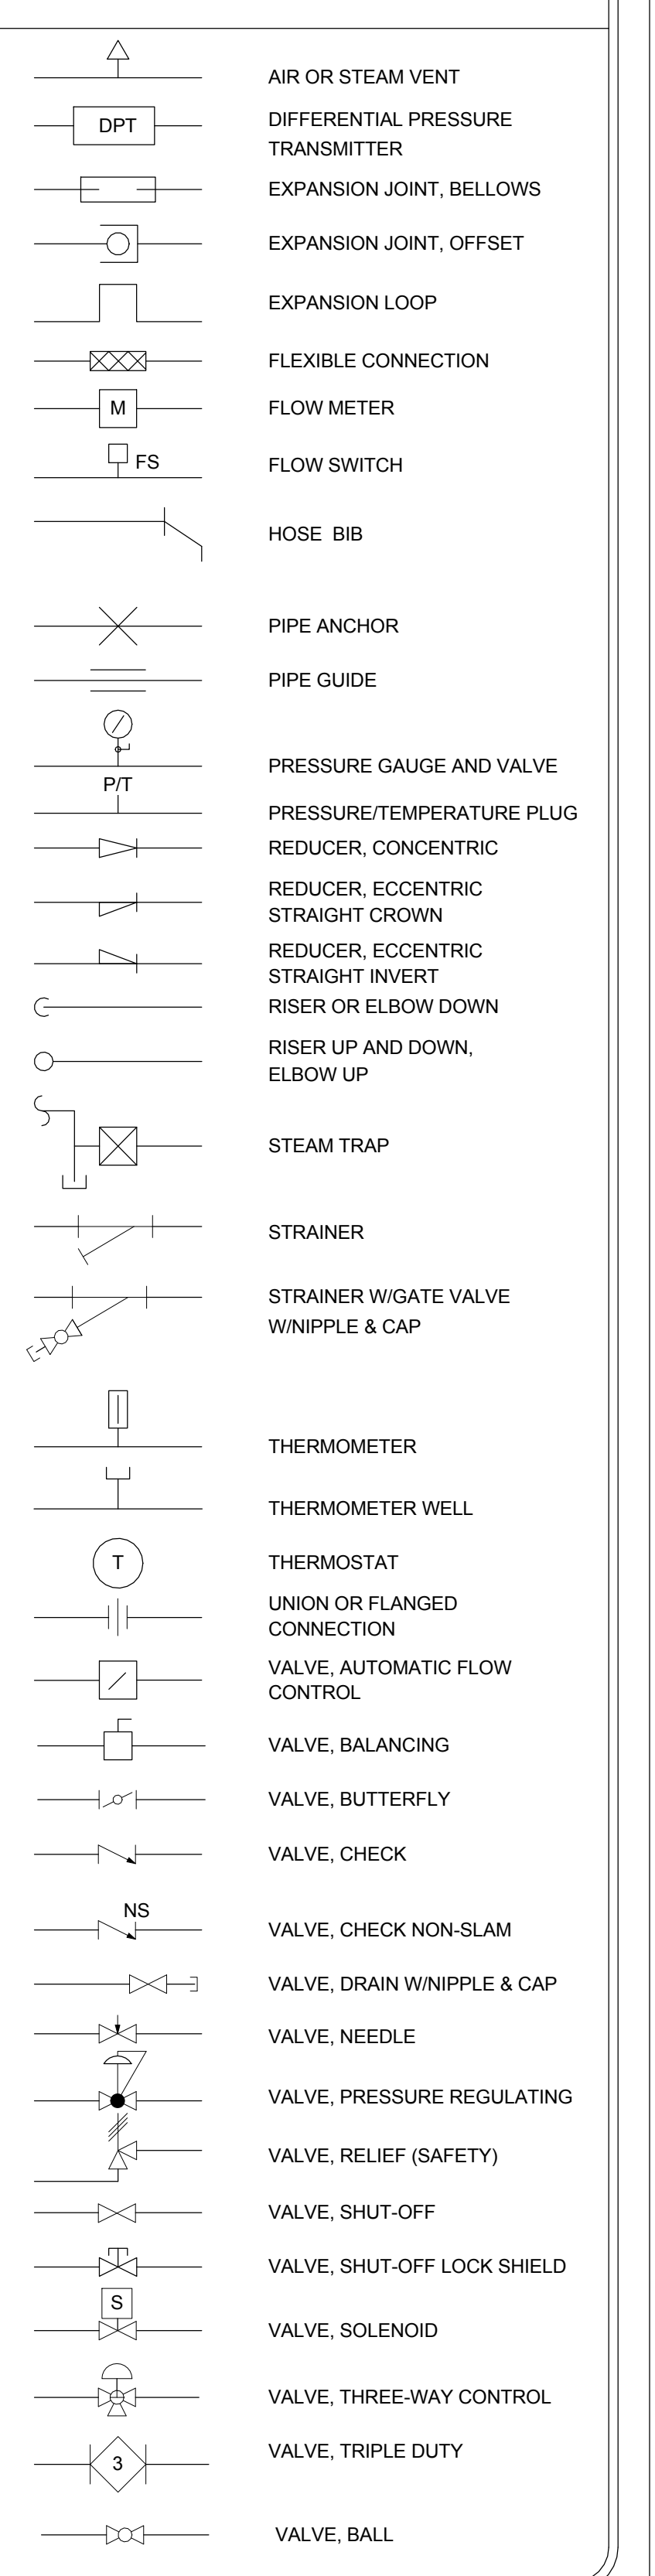 AIR OR STEAM VENT
DPT
DIFFERENTIAL PRESSURE
TRANSMITTER
EXPANSION JOINT, BELLOWS
EXPANSION JOINT, OFFSET
EXPANSION LOOP
FLEXIBLE CONNECTION
M
FLOW METER
FS
FLOW SWITCH
HOSE BIB
PIPE ANCHOR
PIPE GUIDE
PRESSURE GAUGE AND VALVE
P/T
PRESSURE/TEMPERATURE PLUG
REDUCER, CONCENTRIC
REDUCER, ECCENTRIC
STRAIGHT CROWN
REDUCER, ECCENTRIC
STRAIGHT INVERT
RISER OR ELBOW DOWN
RISER UP AND DOWN,
ELBOW UP
STEAM TRAP
STRAINER
STRAINER W/GATE VALVE
W/NIPPLE & CAP
THERMOMETER
THERMOMETER WELL
T
THERMOSTAT
UNION OR FLANGED
CONNECTION
VALVE, AUTOMATIC FLOW
CONTROL
VALVE, BALANCING
VALVE, BUTTERFLY
VALVE, CHECK
NS
VALVE, CHECK NON-SLAM
VALVE, DRAIN W/NIPPLE & CAP
VALVE, NEEDLE
VALVE, PRESSURE REGULATING
VALVE, RELIEF (SAFETY)
VALVE, SHUT-OFF
VALVE, SHUT-OFF LOCK SHIELD
S
VALVE, SOLENOID
VALVE, THREE-WAY CONTROL
3
VALVE, TRIPLE DUTY
VALVE, BALL